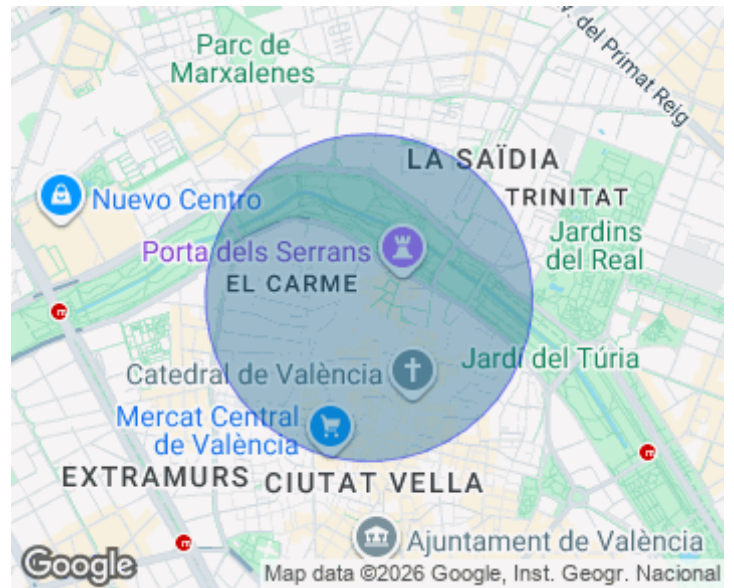 Parc de
Marxalenes
. del Primat Reig
LA SAÏDIA
TRINITAT
Nuevo Centro
Jardins
del Real
Porta dels Serrans
EL CARME
Catedral de València
Jardí del Túria
Mercat Central
de València
EXTRAMURS
CIUTAT VELLA
Ajuntament de València
Google
Map data ©2026 Google, Inst. Geogr. Nacional